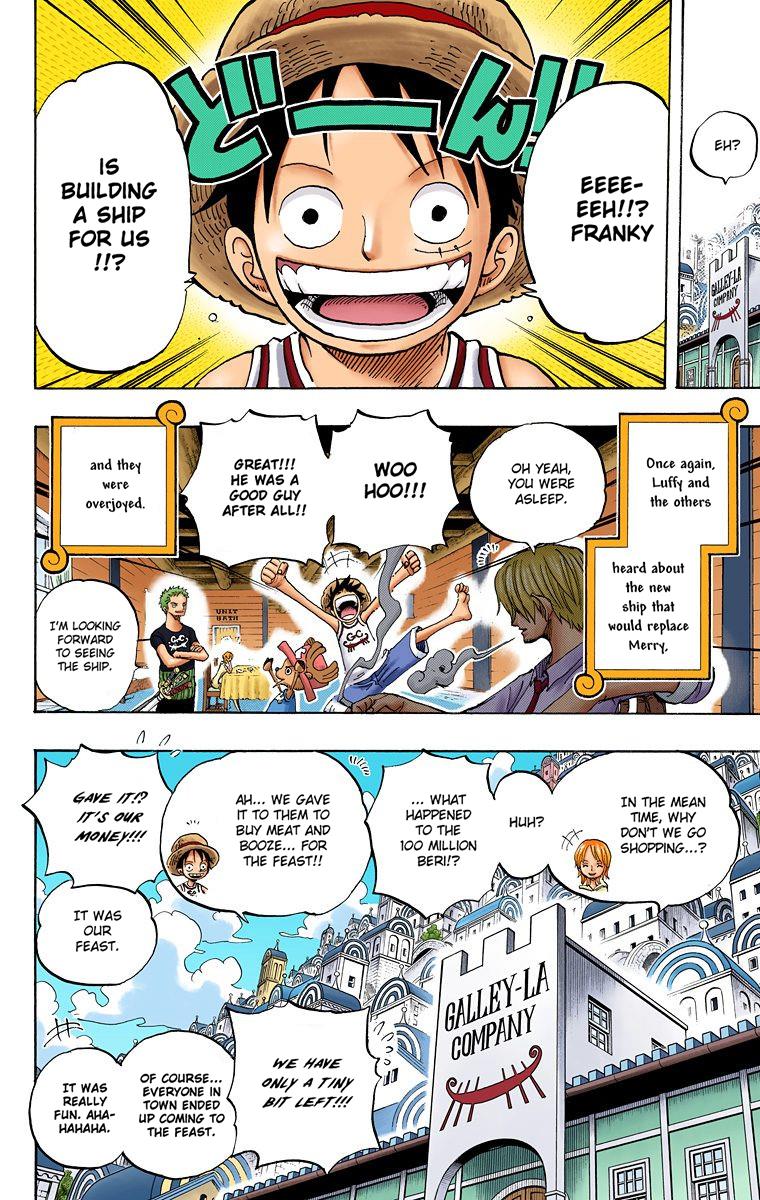 EH?
GALLEY-LA
COMPANY
EEEE-
EEH!!?
FRANKY
どーん!!
IS
BUILDING
A SHIP
FOR US
!!?
Once again,
Luffy and
the others
heard about
the new
ship that
would replace
Merry,
OH YEAH,
YOU WERE
ASLEEP.
WOO
HOO!!!
GREAT!!!
HE WAS A
GOOD GUY
AFTER ALL!!
G.C
UNIT
BATH
and they
were
overjoyed.
I'M LOOKING
FORWARD
TO SEEING
THE SHIP.
G.C
IN THE MEAN
TIME, WHY
DON'T WE GO
SHOPPING...?
HUH?
... WHAT
HAPPENED
TO THE
100 MILLION
BERI!?
AH... WE GAVE
IT TO THEM TO
BUY MEAT AND
BOOZE... FOR
THE FEAST!!
GAVE IT!?
IT'S OUR
MONEY!!!
IT WAS
OUR
FEAST.
GALLEY-LA
COMPANY
WE HAVE
ONLY A TINY
BIT LEFT!!!
OF COURSE...
EVERYONE IN
TOWN ENDED
UP COMING TO
THE FEAST.
IT WAS
REALLY
FUN. AHA-
HAHAHA.